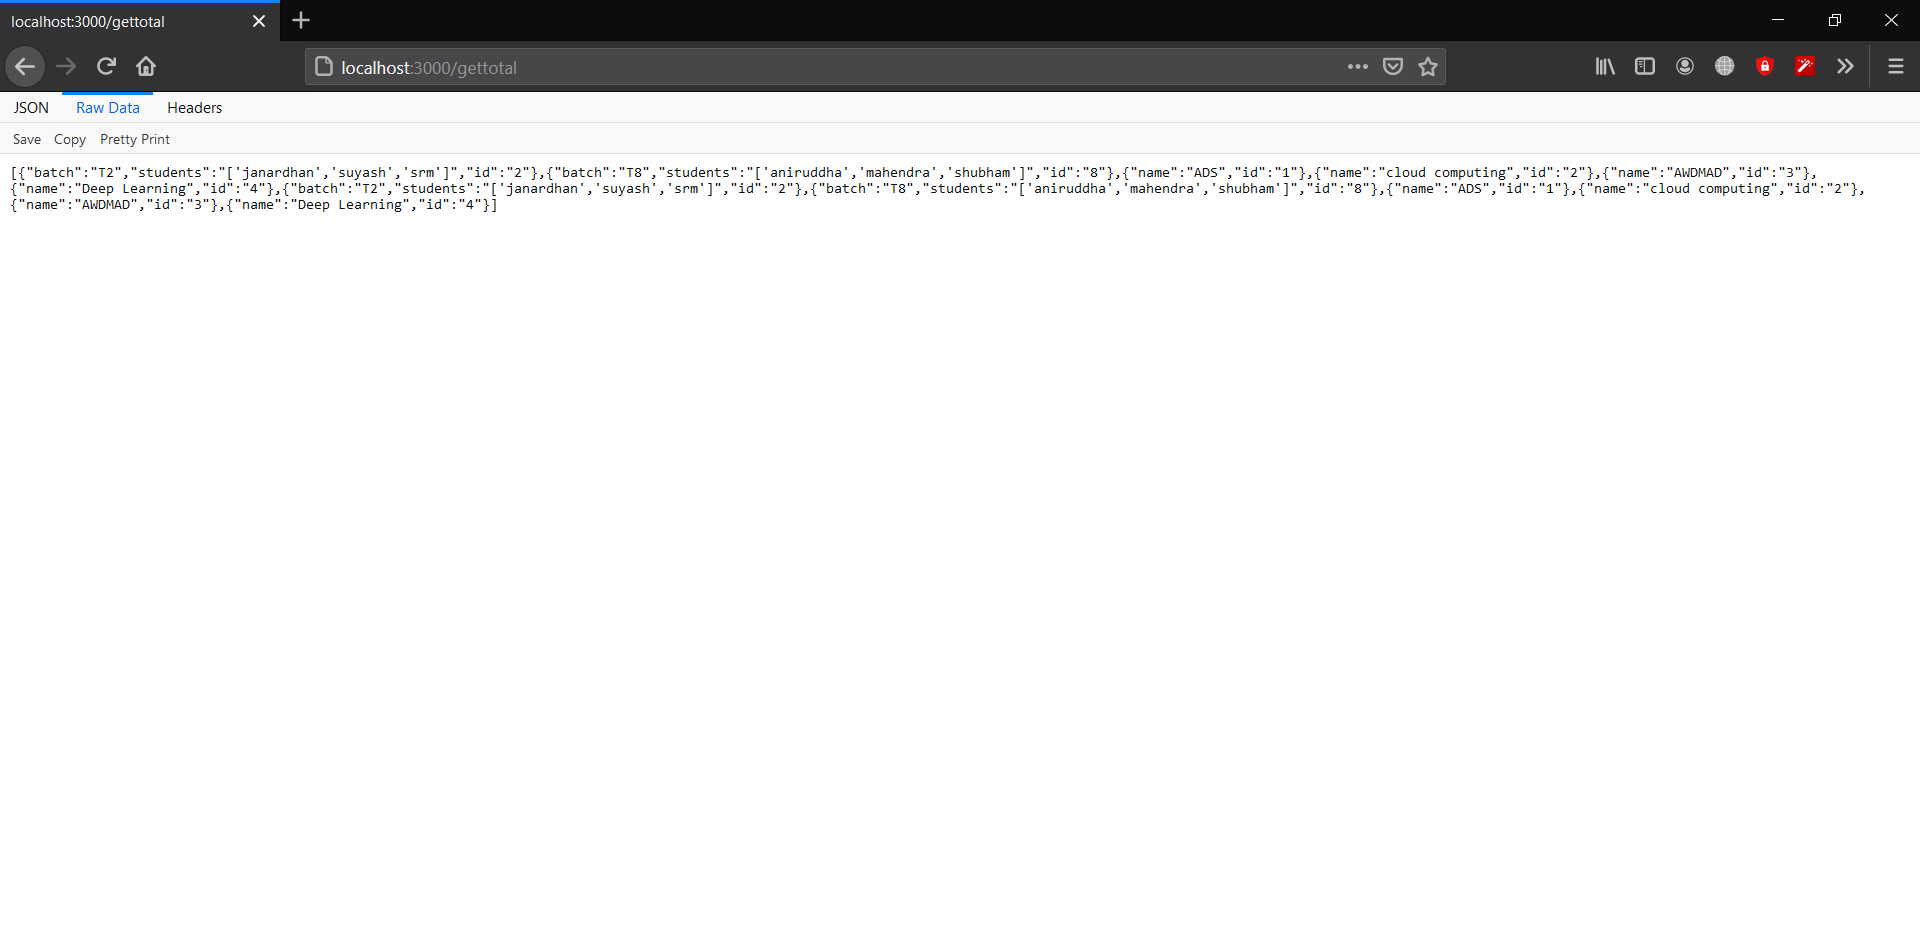 localhost:3000/gettotal
localhost:3000/gettotal
JSON Raw Data Headers
Save Copy Pretty Print
[{"batch":"T2","students":"['janardhan','suyash','srm']","id":"2"},{"batch":"T8","students":"['aniruddha','mahendra','shubham']","id":"8"},{"name":"ADS","id":"1"},{"name":"cloud computing","id":"2"},{"name":"AWDMAD","id":"3"},
{"name":"Deep Learning","id":"4"},{"batch":"T2","students":"['janardhan','suyash','srm']","id":"2"},{"batch":"T8","students":"['aniruddha','mahendra','shubham']","id":"8"},{"name":"ADS","id":"1"},{"name":"cloud computing","id":"2"},
{"name":"AWDMAD","id":"3"},{"name":"Deep Learning","id":"4"}]